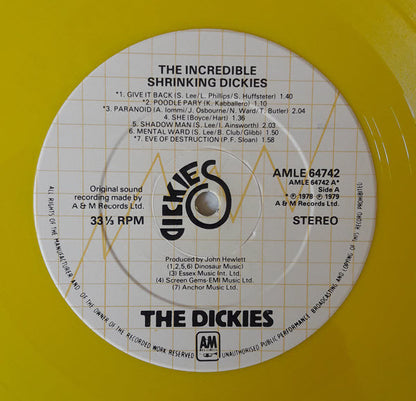 THE INCREDIBLE
SHRINKING DICKIES
*1. GIVE IT BACK (S. Lee/L. Phillips/S. Huffsteter) 2.04
*2. POODLE PARY (K. Kabballero) 1.10
*3. PARANOID (A. Iommi/J. Osbourne/N. Ward/T. Butler) 2.04
4. SHE (Boyce/Hart) 1.36
5. SHADOW MAN (S. Lee/I. Ainsworth) 2.03
6. MENTAL WARD (S. Lee/B. Club/Glibb) 1.50
*7. EVE OF DESTRUCTION (P. F. Sloan) 1.58
Original sound
recording made by
A & M Records Ltd.
33⅓ RPM
DICKIES
AMLE 64742
AMLE 64742 A*
Side A
* ℗ 1978 ℗ 1979
A & M Records Ltd.
STEREO
Produced by John Hewlett
(1,2,5,6) Dinosaur Music)
(3) Essex Music Int. Ltd.)
(4) Screen Gems-EMI Music Ltd.)
(7) Anchor Music Ltd.)
THE DICKIES
AM
ALL RIGHTS OF THE MANUFACTURER AND OF THE OWNER OF THE RECORDED WORK RESERVED
UNAUTHORISED PUBLIC PERFORMANCE, BROADCASTING AND COPYING OF THIS RECORD PROHIBITED